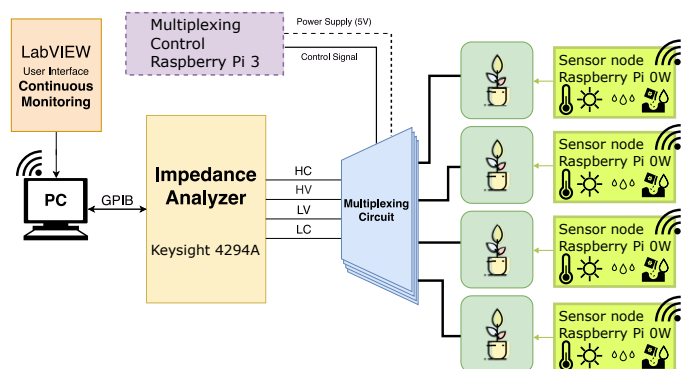 LabVIEW
User Interface
Continuous
Monitoring
Multiplexing
Control
Raspberry Pi 3
Power Supply (5V)
Control Signal
PC
GPIB
Impedance
Analyzer
Keysight 4294A
HC
HV
LV
LC
Multiplexing
Circuit
Sensor node
Raspberry Pi 0W
Sensor node
Raspberry Pi 0W
Sensor node
Raspberry Pi 0W
Sensor node
Raspberry Pi 0W